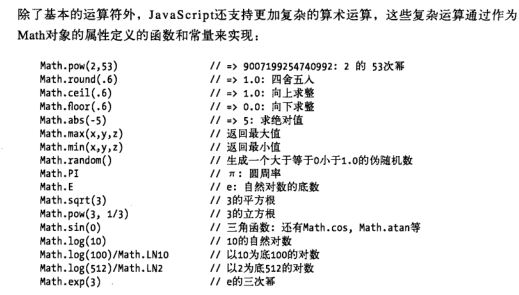 除了基本的运算符外，JavaScript还支持更加复杂的算术运算，这些复杂运算通过作为
Math对象的属性定义的函数和常量来实现：
Math.pow(2,53) // => 9007199254740992: 2 的 53次幂
Math.round(.6) // => 1.0: 四舍五入
Math.ceil(.6) // => 1.0: 向上求整
Math.floor(.6) // => 0.0: 向下求整
Math.abs(-5) // => 5: 求绝对值
Math.max(x,y,z) // 返回最大值
Math.min(x,y,z) // 返回最小值
Math.random() // 生成一个大于等于0小于1.0的伪随机数
Math.PI // π: 圆周率
Math.E // e: 自然对数的底数
Math.sqrt(3) // 3的平方根
Math.pow(3, 1/3) // 3的立方根
Math.sin(0) // 三角函数: 还有Math.cos, Math.atan等
Math.log(10) // 10的自然对数
Math.log(100)/Math.LN10 // 以10为底100的对数
Math.log(512)/Math.LN2 // 以2为底512的对数
Math.exp(3) // e的三次幂